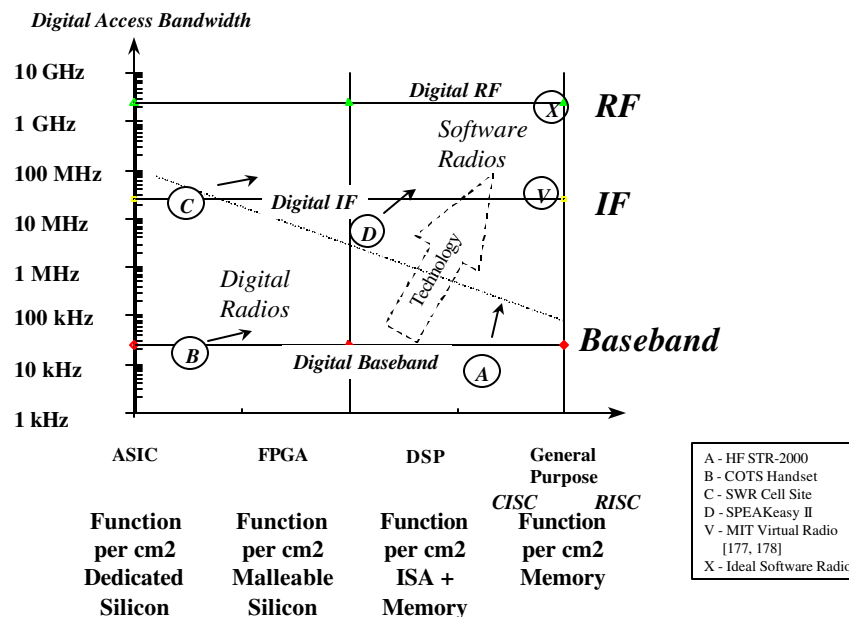 Digital Access Bandwidth
10 GHz
1 GHz
100 MHz
10 MHz
1 MHz
100 kHz
10 kHz
1 kHz
Digital RF
X
RF
Software
Radios
C
Digital IF
D
V
IF
Technology
Digital
Radios
B
Digital Baseband
A
Baseband
ASIC
FPGA
DSP
General
Purpose
CISC
RISC
Function
per cm2
Dedicated
Silicon
Function
per cm2
Malleable
Silicon
Function
per cm2
ISA +
Memory
Function
per cm2
Memory
A - HF STR-2000
B - COTS Handset
C - SWR Cell Site
D - SPEAKeasy II
V - MIT Virtual Radio
[177, 178]
X - Ideal Software Radio